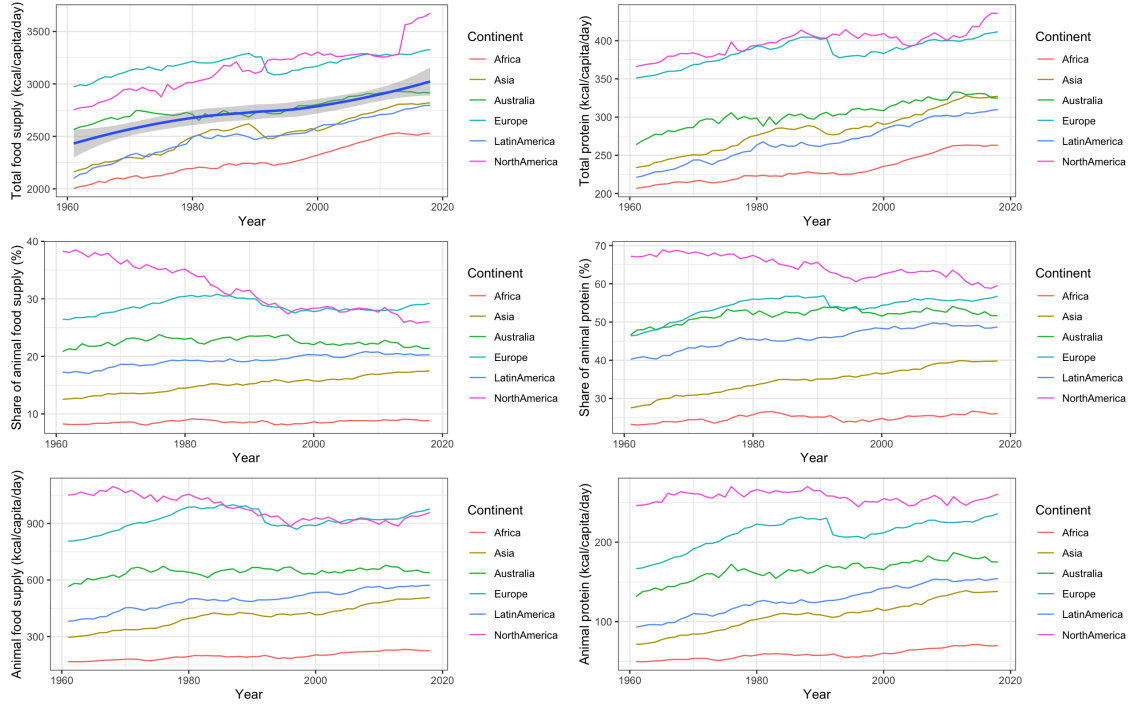 Total food supply (kcal/capita/day)
3500
3000
2500
2000
1960
1980
2000
2020
Year
Continent
Africa
Asia
Australia
Europe
LatinAmerica
NorthAmerica
Total protein (kcal/capita/day)
400
350
300
250
200
1960
1980
2000
2020
Year
Continent
Africa
Asia
Australia
Europe
LatinAmerica
NorthAmerica
Share of animal food supply (%)
40
30
20
10
1960
1980
2000
2020
Year
Continent
Africa
Asia
Australia
Europe
LatinAmerica
NorthAmerica
Share of animal protein (%)
70
60
50
40
30
1960
1980
2000
2020
Year
Continent
Africa
Asia
Australia
Europe
LatinAmerica
NorthAmerica
Animal food supply (kcal/capita/day)
900
600
300
1960
1980
2000
2020
Year
Continent
Africa
Asia
Australia
Europe
LatinAmerica
NorthAmerica
Animal protein (kcal/capita/day)
200
100
1960
1980
2000
2020
Year
Continent
Africa
Asia
Australia
Europe
LatinAmerica
NorthAmerica